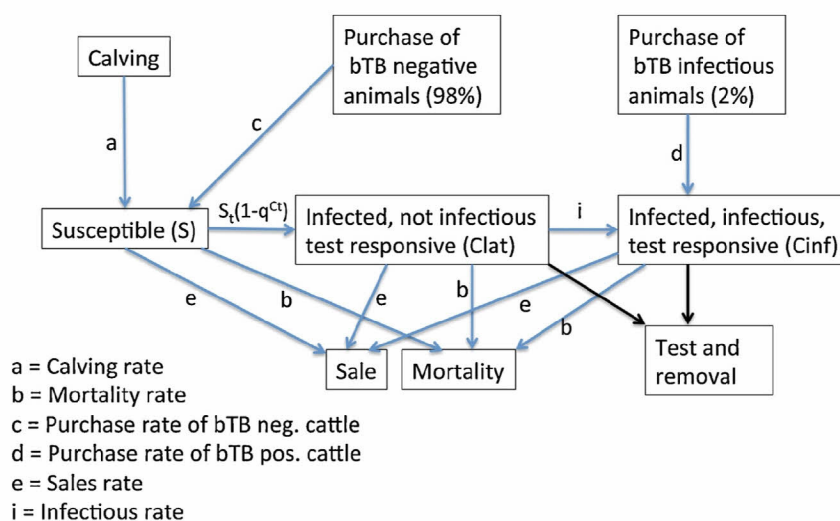 Calving
Purchase of
bTB negative
animals (98%)
Purchase of
bTB infectious
animals (2%)
a
c
d
Susceptible (S)
St(1-qCt)
Infected, not infectious
test responsive (Clat)
i
Infected, infectious,
test responsive (Cinf)
e
b
e
b
e
b
Sale
Mortality
Test and
removal
a = Calving rate
b = Mortality rate
c = Purchase rate of bTB neg. cattle
d = Purchase rate of bTB pos. cattle
e = Sales rate
i = Infectious rate